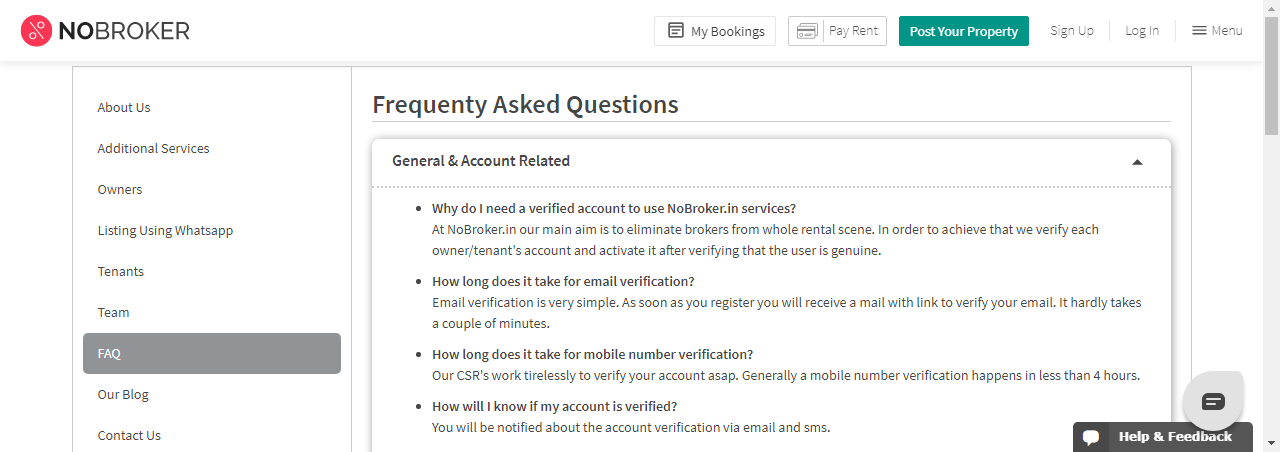 NOBROKER
My Bookings
Pay Rent
Post Your Property
Sign Up
Log In
Menu
About Us
Additional Services
Owners
Listing Using Whatsapp
Tenants
Team
FAQ
Our Blog
Contact Us
Frequenty Asked Questions
General & Account Related
Why do I need a verified account to use NoBroker.in services?
At NoBroker.in our main aim is to eliminate brokers from whole rental scene. In order to achieve that we verify each
owner/tenant's account and activate it after verifying that the user is genuine.
How long does it take for email verification?
Email verification is very simple. As soon as you register you will receive a mail with link to verify your email. It hardly takes
a couple of minutes.
How long does it take for mobile number verification?
Our CSR's work tirelessly to verify your account asap. Generally a mobile number verification happens in less than 4 hours.
How will I know if my account is verified?
You will be notified about the account verification via email and sms.
Help & Feedback